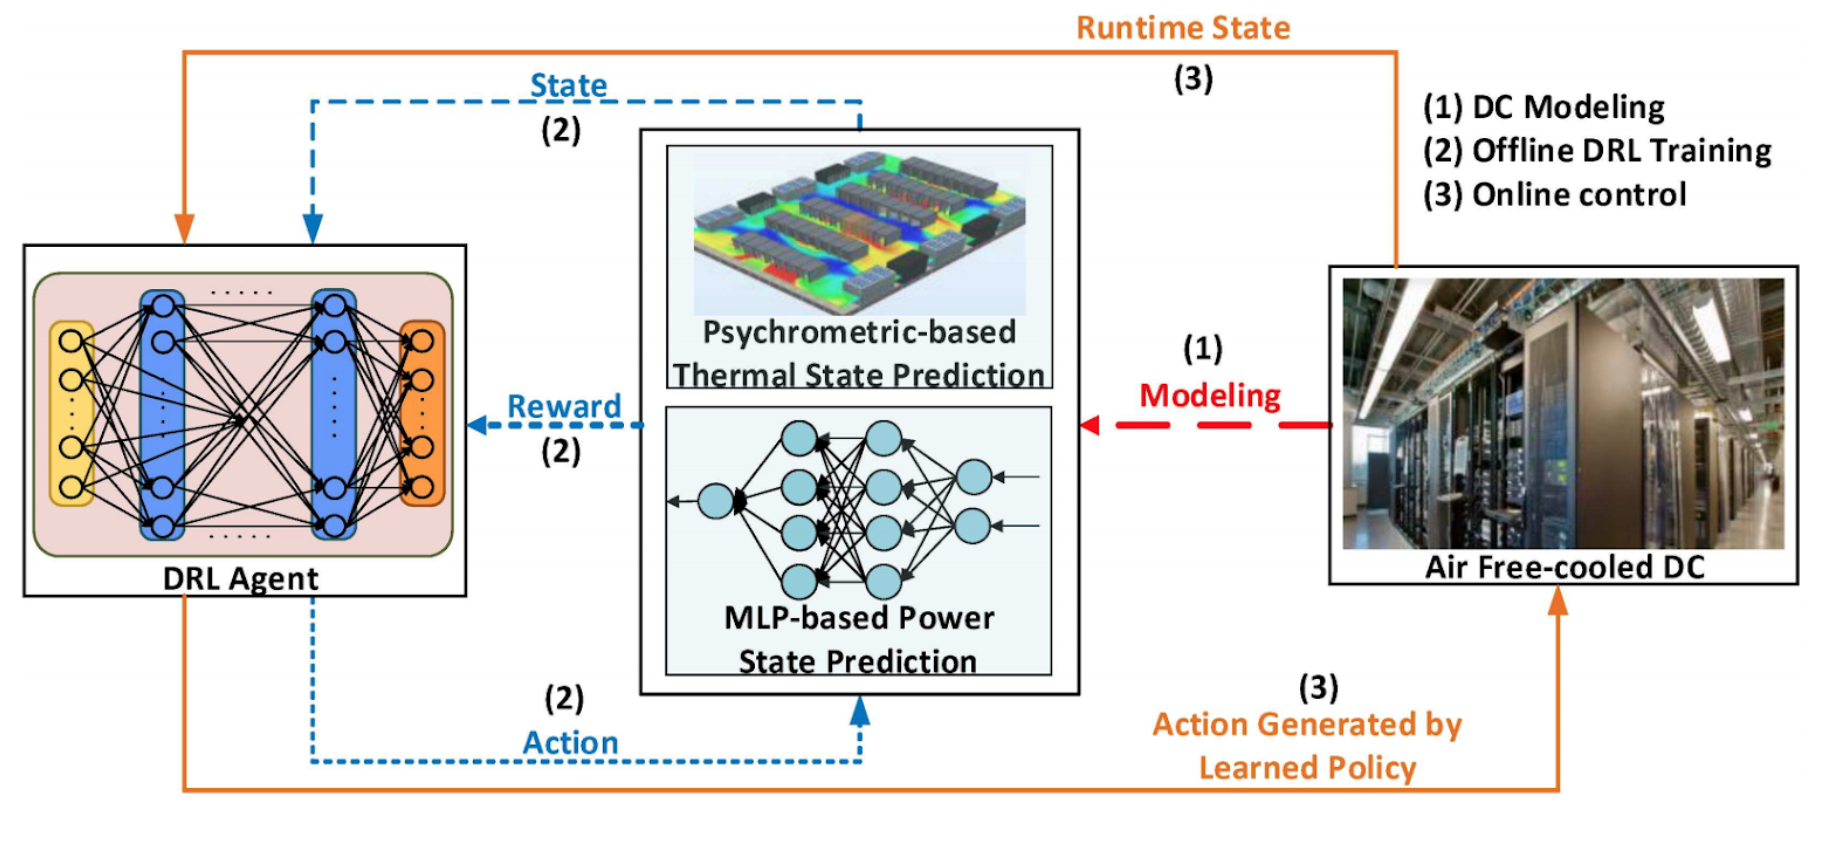 Runtime State
(3)
State
(2)
(1) DC Modeling
(2) Offline DRL Training
(3) Online control
Psychrometric-based
Thermal State Prediction
(1)
Modeling
Reward
(2)
DRL Agent
Air Free-cooled DC
MLP-based Power
State Prediction
(2)
Action
(3)
Action Generated by
Learned Policy